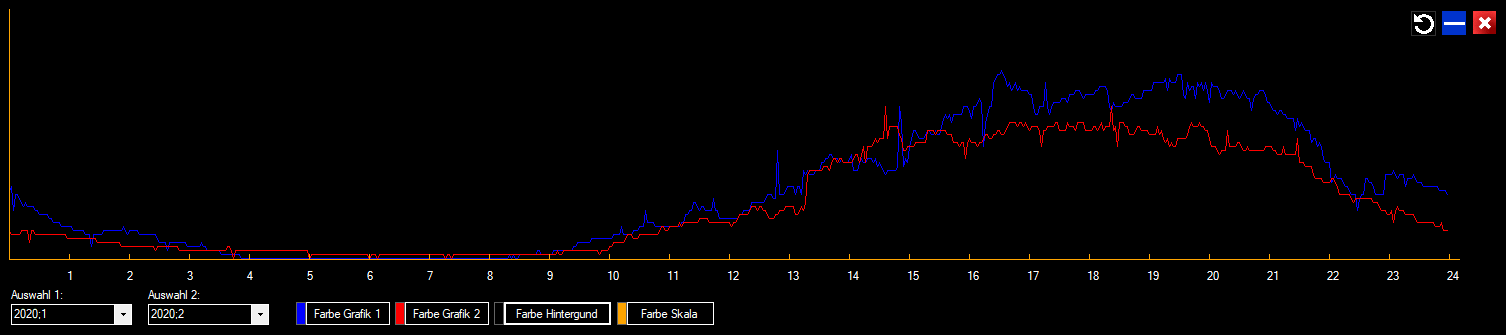 1 2 3 4 5 6 7 8 9 10 11 12 13 14 15 16 17 18 19 20 21 22 23 24
Auswahl 1: Auswahl 2:
2020;1 2020;2 Farbe Grafik 1 Farbe Grafik 2 Farbe Hintergund Farbe Skala